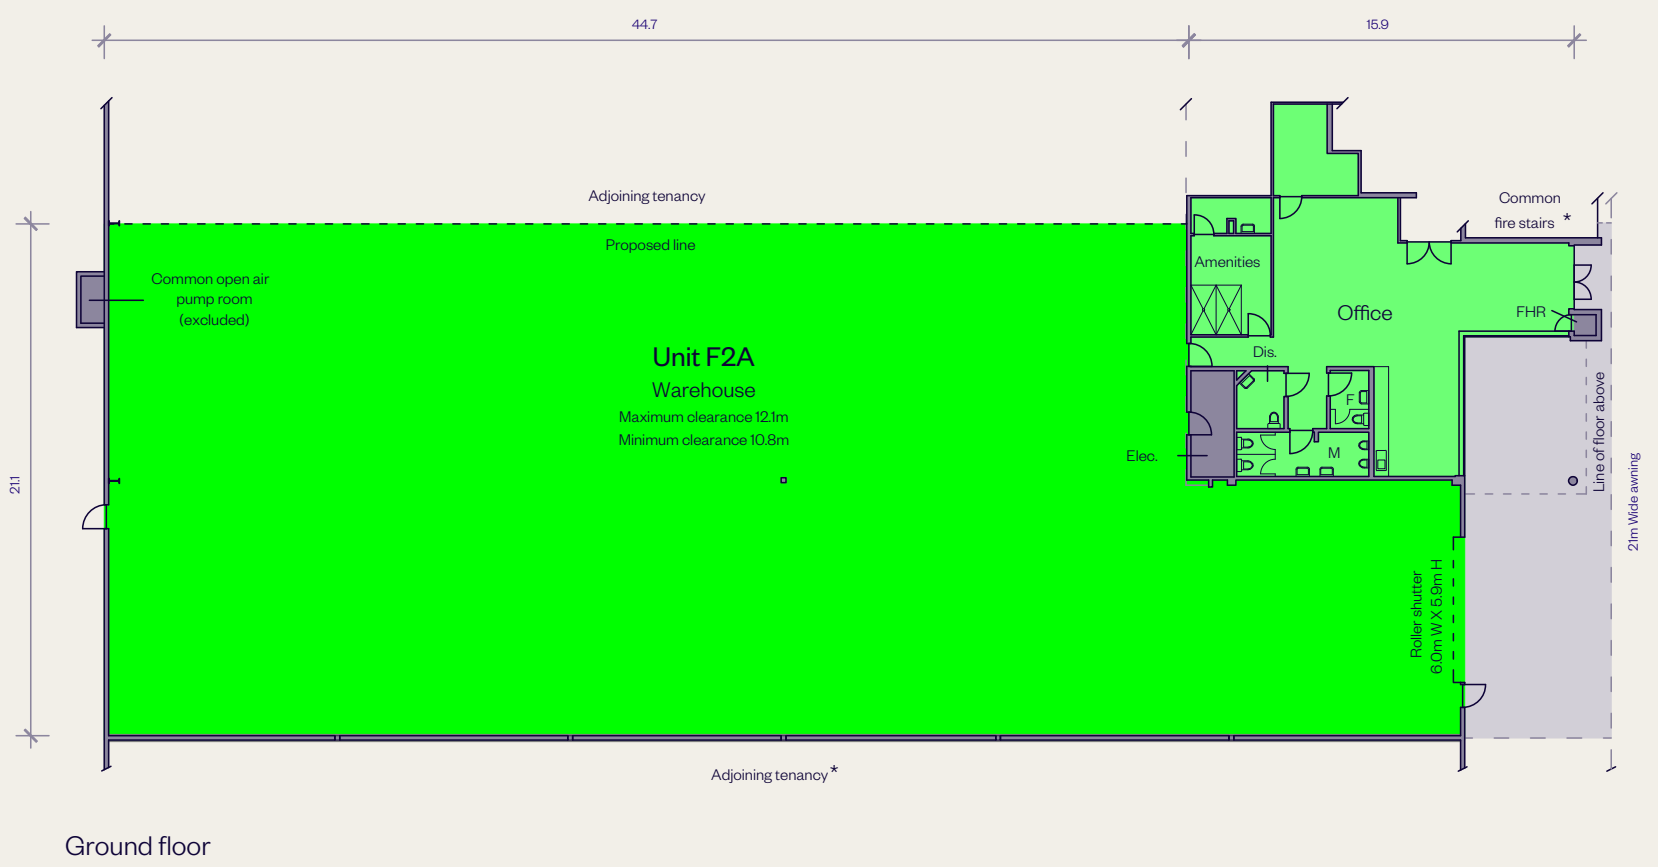 44.7
15.9
Adjoining tenancy
Common
fire stairs *
Proposed line
Common open air
pump room
(excluded)
Amenities
Office
FHR
Unit F2A
Warehouse
Maximum clearance 12.1m
Minimum clearance 10.8m
Dis.
F
M
Elec.
Line of floor above
21m Wide awning
21.1
Roller shutter
6.0m W X 5.9m H
Adjoining tenancy *
Ground floor